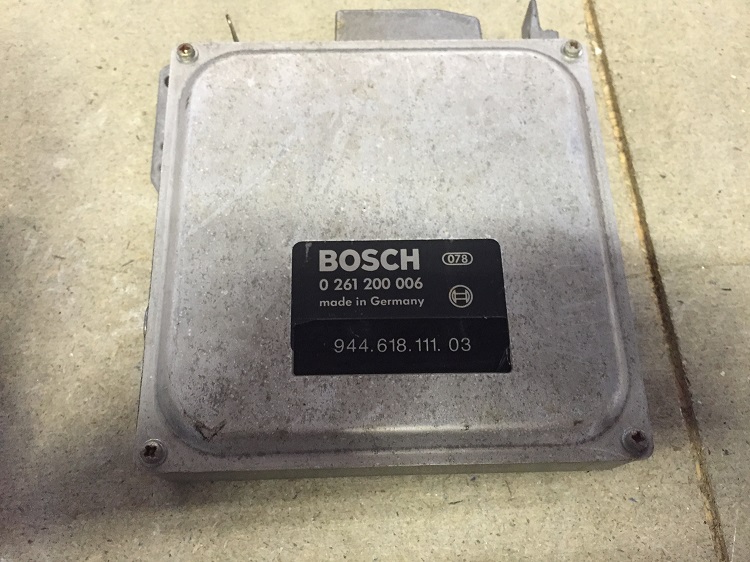 BOSCH 078
0 261 200 006
made in Germany
944.618.111. 03